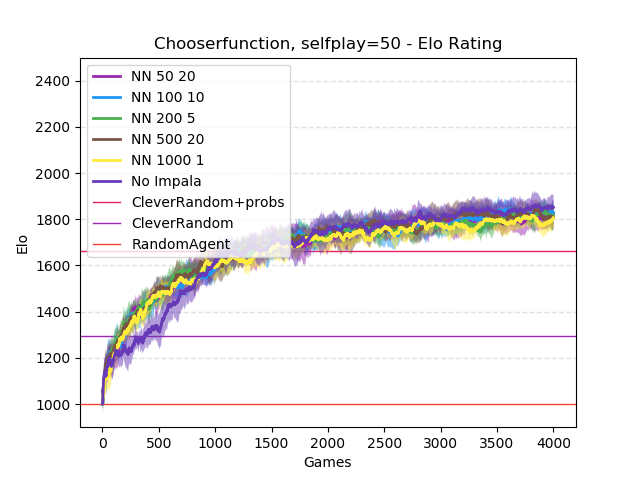 Chooserfunction, selfplay=50 - Elo Rating
2400
2200
2000
1800
1600
1400
1200
1000
Elo
NN 50 20
NN 100 10
NN 200 5
NN 500 20
NN 1000 1
No Impala
CleverRandom+probs
CleverRandom
RandomAgent
0
500
1000
1500
2000
2500
3000
3500
4000
Games